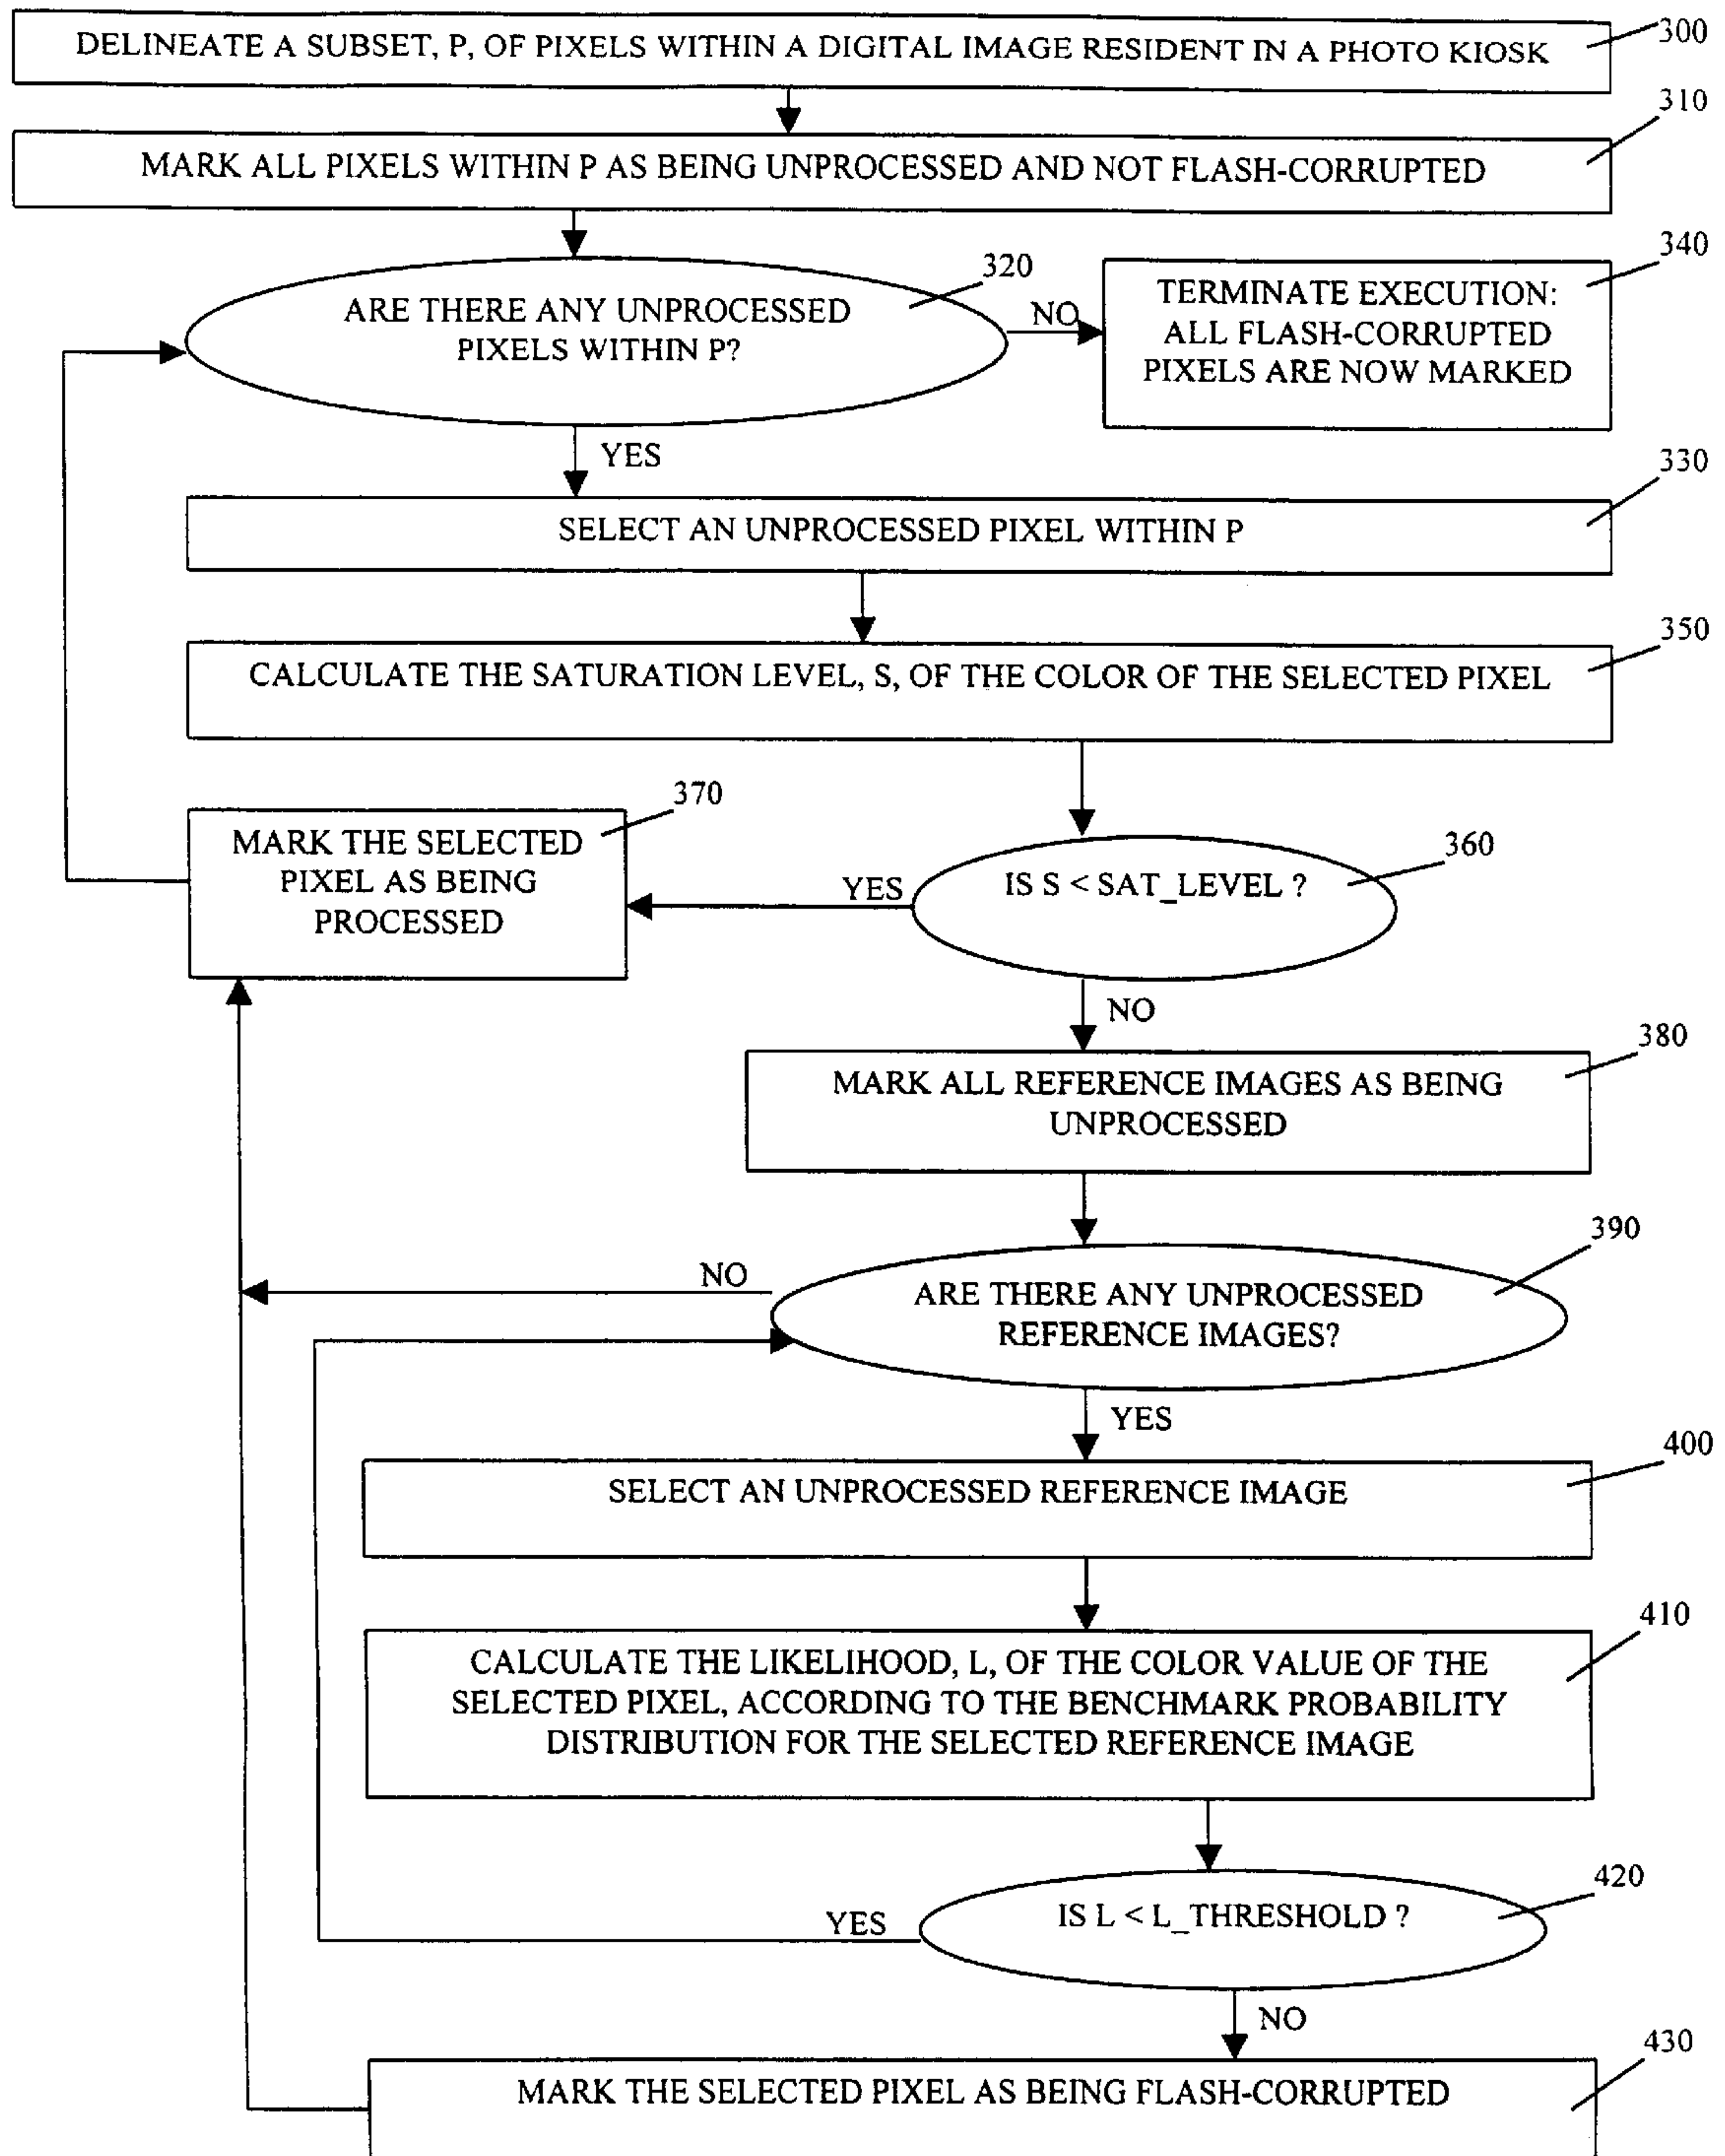 DELINEATE A SUBSET, P, OF PIXELS WITHIN A DIGITAL IMAGE RESIDENT IN A PHOTO KIOSK
300
310
MARK ALL PIXELS WITHIN P AS BEING UNPROCESSED AND NOT FLASH-CORRUPTED
320
ARE THERE ANY UNPROCESSED
PIXELS WITHIN P?
NO
340
TERMINATE EXECUTION:
ALL FLASH-CORRUPTED
PIXELS ARE NOW MARKED
YES
330
SELECT AN UNPROCESSED PIXEL WITHIN P
350
CALCULATE THE SATURATION LEVEL, S, OF THE COLOR OF THE SELECTED PIXEL
370
MARK THE SELECTED
PIXEL AS BEING
PROCESSED
YES
360
IS S < SAT_LEVEL ?
NO
380
MARK ALL REFERENCE IMAGES AS BEING
UNPROCESSED
390
NO
ARE THERE ANY UNPROCESSED
REFERENCE IMAGES?
YES
400
SELECT AN UNPROCESSED REFERENCE IMAGE
410
CALCULATE THE LIKELIHOOD, L, OF THE COLOR VALUE OF THE
SELECTED PIXEL, ACCORDING TO THE BENCHMARK PROBABILITY
DISTRIBUTION FOR THE SELECTED REFERENCE IMAGE
420
YES
IS L < L_THRESHOLD ?
NO
430
MARK THE SELECTED PIXEL AS BEING FLASH-CORRUPTED